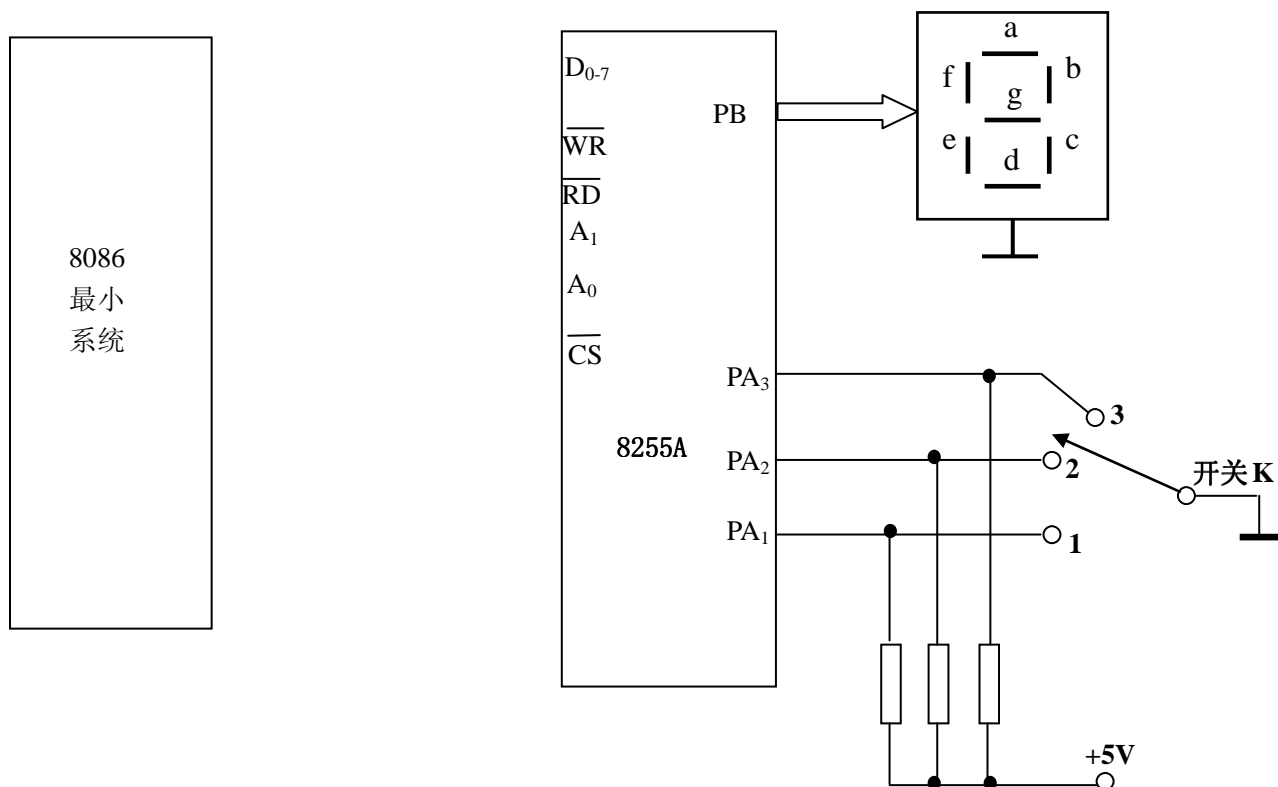 8086
最小
系统
D0-7
WR
RD
A1
A0
CS
8255A
PB
PA3
PA2
PA1
a
f
b
g
e
c
d
3
2
1
开关K
+5V